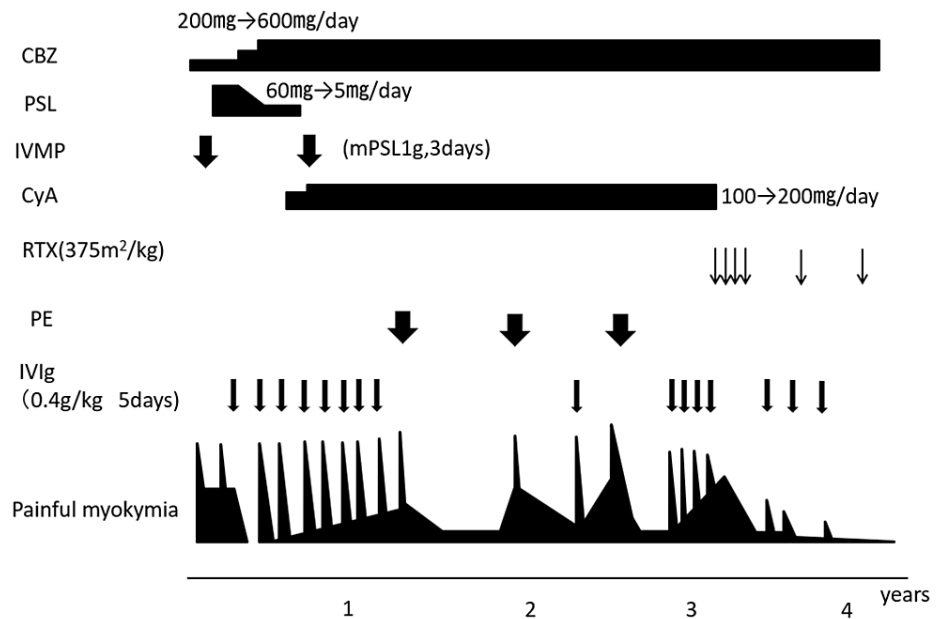 200㎎→600㎎/day
CBZ
PSL
60㎎→5㎎/day
IVMP
(mPSL1g,3days)
CyA
100→200㎎/day
RTX(375m²/kg)
PE
IVIg
（0.4g/kg 5days)
Painful myokymia
1
2
3
4
years